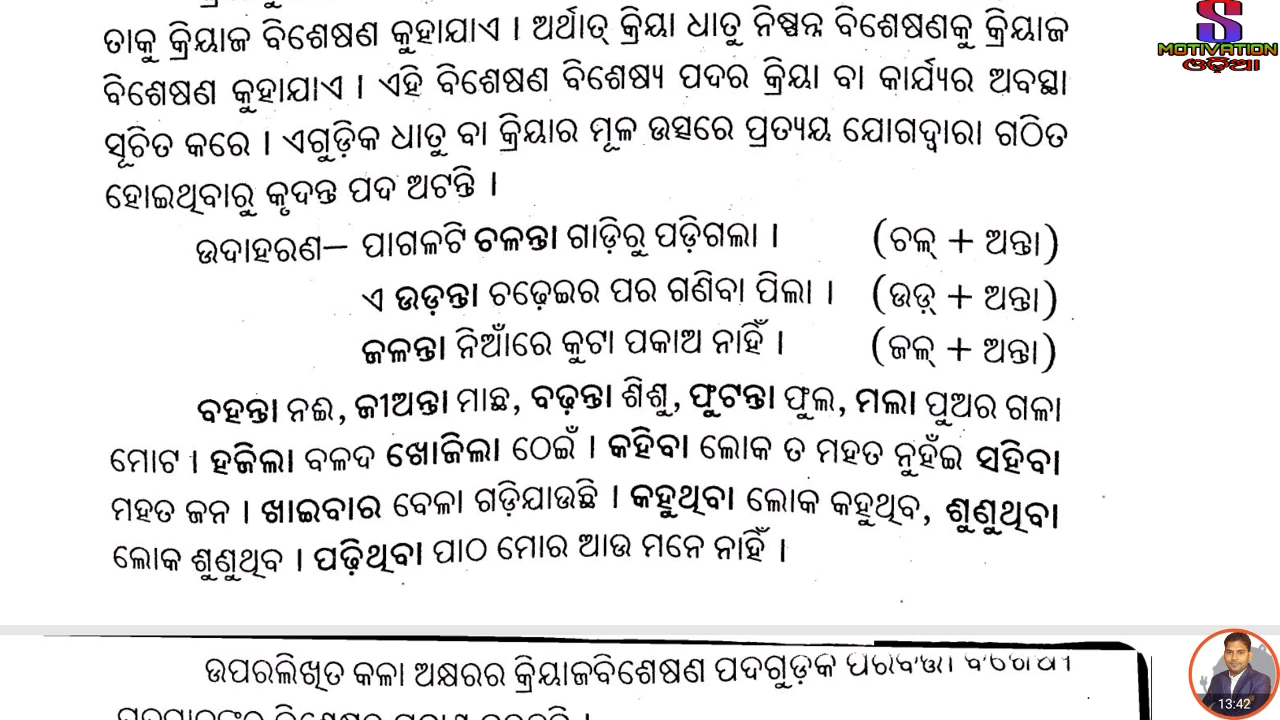 ତାକୁ କ୍ରିୟାଜ ବିଶେଷଣ କୁହାଯାଏ । ଅର୍ଥାତ୍ କ୍ରିୟା ଧାତୁ ନିଷ୍ପନ୍ନ ବିଶେଷଣକୁ କ୍ରିୟାଜ
ବିଶେଷଣ କୁହାଯାଏ । ଏହି ବିଶେଷଣ ବିଶେଷ୍ୟ ପଦର କ୍ରିୟା ବା କାର୍ଯ୍ୟର ଅବସ୍ଥା
ସୂଚିତ କରେ । ଏଗୁଡ଼ିକ ଧାତୁ ବା କ୍ରିୟାର ମୂଳ ଉତ୍ସରେ ପ୍ରତ୍ୟୟ ଯୋଗଦ୍ୱାରା ଗଠିତ
ହୋଇଥିବାରୁ କୃଦନ୍ତ ପଦ ଅଟନ୍ତି ।
ଉଦାହରଣ– ପାଗଳଟି ଚଳନ୍ତା ଗାଡ଼ିରୁ ପଡ଼ିଗଲା । (ଚଳ୍ + ଅନ୍ତା)
ଏ ଉଡ଼ନ୍ତା ଚଢ଼େଇର ପର ଗଣିବା ପିଲା । (ଉଡ଼୍ + ଅନ୍ତା)
ଜଳନ୍ତା ନିଆଁରେ କୁଟା ପକାଅ ନାହିଁ । (ଜଳ୍ + ଅନ୍ତା)
ବହନ୍ତା ନଈ, ଜୀଅନ୍ତା ମାଛ, ବଢ଼ନ୍ତା ଶିଶୁ, ଫୁଟନ୍ତା ଫୁଲ, ମଲା ପୁଅର ଗଳା
ମୋଟ । ହଜିଲା ବଳଦ ଖୋଜିଲା ଠେଇଁ । କହିବା ଲୋକ ତ ମହତ ନୁହଁଇ ସହିବା
ମହତ ଜନ । ଖାଇବାର ବେଳା ଗଡ଼ିଯାଉଛି । କହୁଥିବା ଲୋକ କହୁଥିବ, ଶୁଣୁଥିବା
ଲୋକ ଶୁଣୁଥିବ । ପଢ଼ିଥିବା ପାଠ ମୋର ଆଉ ମନେ ନାହିଁ ।
ଉପରଲିଖିତ କଳା ଅକ୍ଷରର କ୍ରିୟାଜବିଶେଷଣ ପଦଗୁଡ଼ିକ
S
MOTIVATION
ଓଡ଼ିଆ
13:42